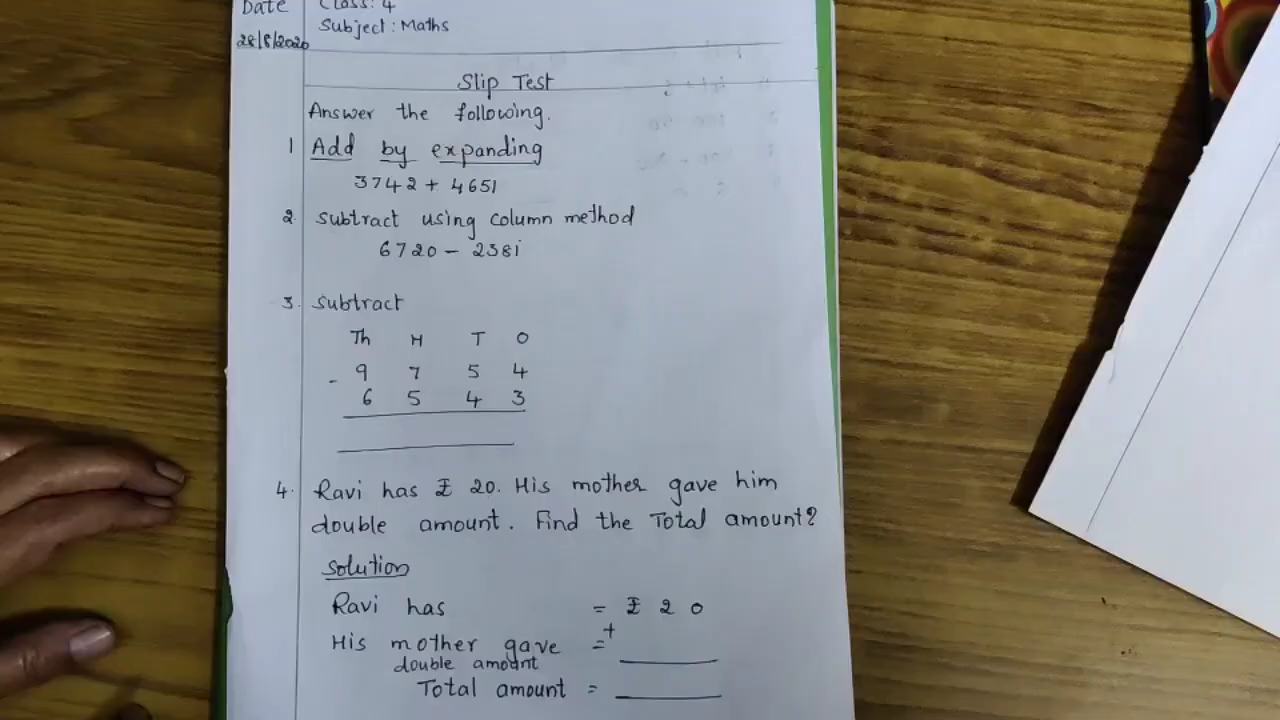 Date
Class: 4
Subject: Maths
28/8/2020
Slip Test
Answer the following.
1 Add by expanding
3742 + 4651
2. Subtract using column method
6720 - 2381
3. Subtract
Th H T O
- 9 7 5 4
6 5 4 3
4. Ravi has ₹ 20. His mother gave him
double amount. Find the Total amount?
Solution
Ravi has = ₹ 2 0
His mother gave = +
double amount
Total amount =